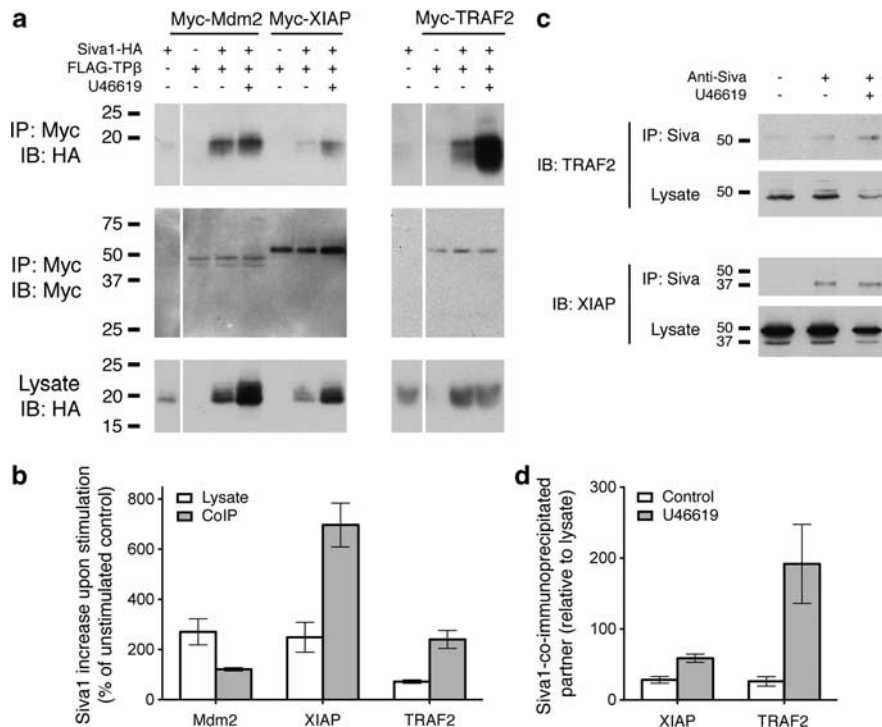 a
Myc-Mdm2 Myc-XIAP Myc-TRAF2
Siva1-HA + - + + - + + + - + +
FLAG-TPβ - + + + + + + - + + +
U46619 - - - + - - + - - - +
IP: Myc
IB: HA
25
20
IP: Myc
IB: Myc
75
50
37
25
Lysate
IB: HA
25
20
15
b
Siva1 increase upon stimulation
(% of unstimulated control)
800
600
400
200
0
Lysate
CoIP
Mdm2 XIAP TRAF2
c
Anti-Siva - + +
U46619 - - +
IB: TRAF2
IP: Siva 50
Lysate 50
IB: XIAP
IP: Siva 50
37
Lysate 50
37
d
Siva1-co-immunoprecipitated
partner (relative to lysate)
300
200
100
0
Control
U46619
XIAP TRAF2